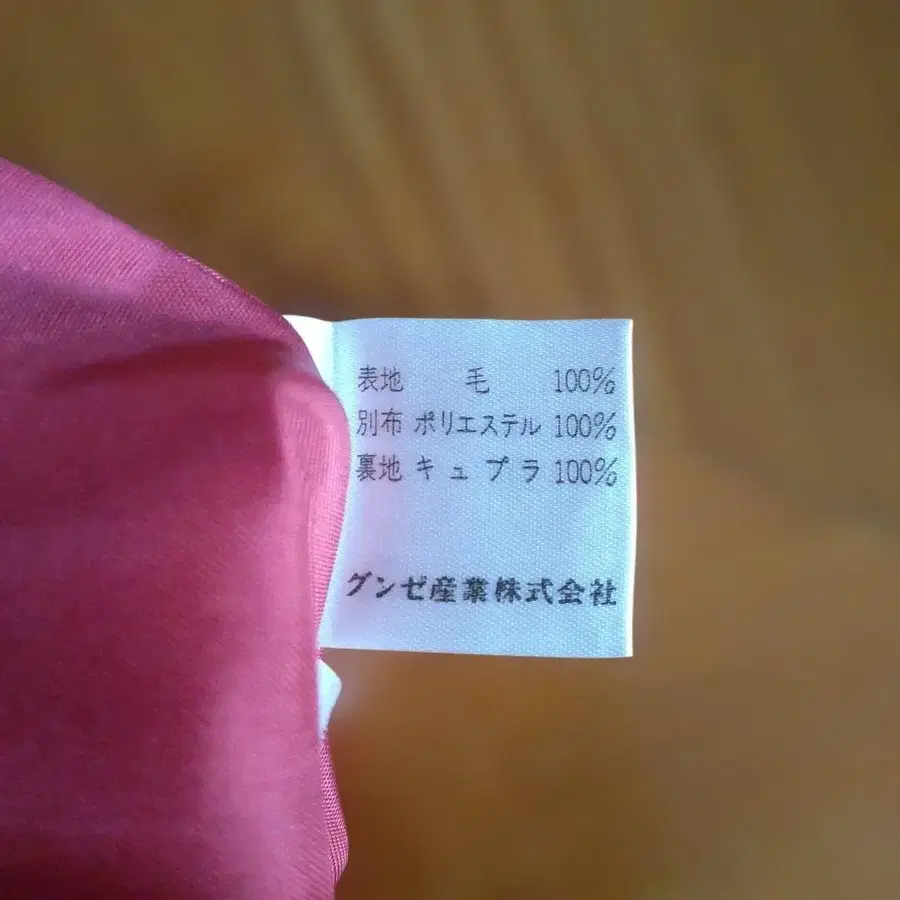 表地 毛 100%
別布 ポリエステル 100%
裏地 キュプラ 100%
グンゼ産業株式会社